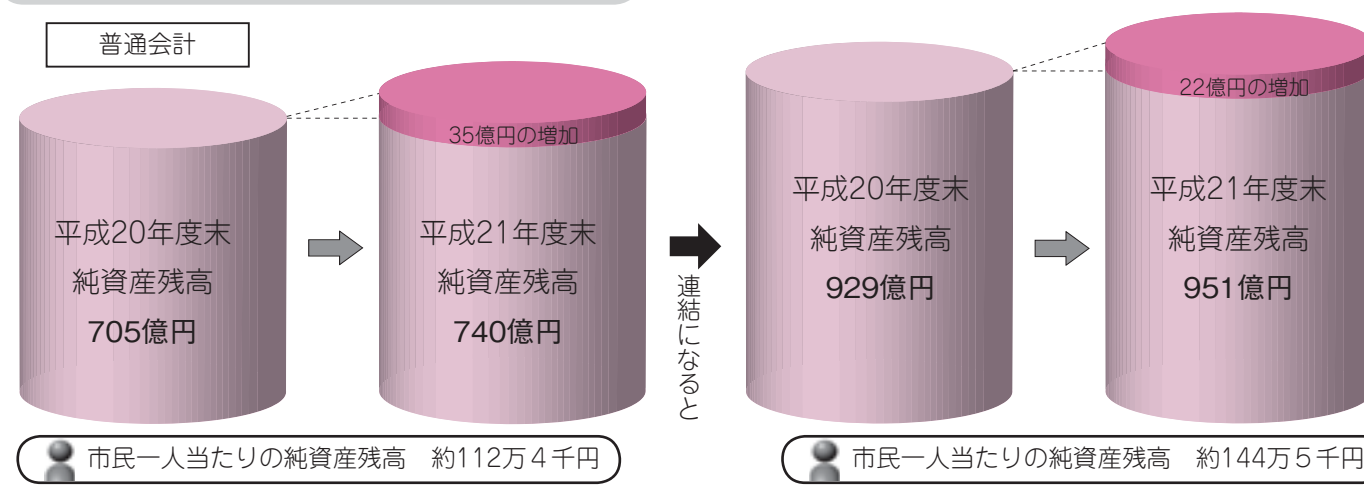 普通会計
35億円の増加
平成20年度末
純資産残高
705億円
平成21年度末
純資産残高
740億円
市民一人当たりの純資産残高　約112万４千円
連結になると
22億円の増加
平成20年度末
純資産残高
929億円
平成21年度末
純資産残高
951億円
市民一人当たりの純資産残高　約144万５千円